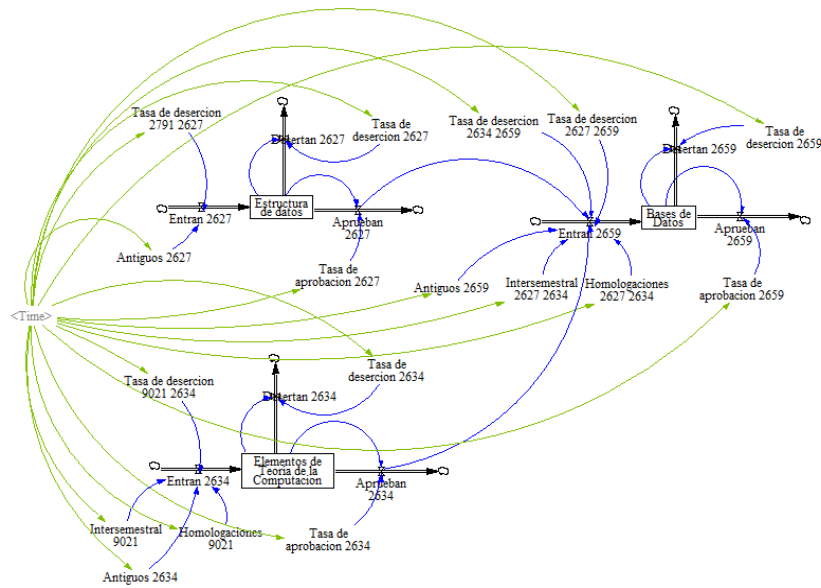 Tasa de desercion
2791 2627
Desertan 2627
Tasa de
desercion 2627
Entran 2627
Estructura
de datos
Aprueban
2627
Antiguos 2627
Tasa de
aprobacion 2627
Tasa de desercion
2634 2659
Tasa de desercion
2627 2659
Desertan 2659
Tasa de
desercion 2659
Entran 2659
Bases de
Datos
Aprueban
2659
Antiguos 2659
Intersemestral
2627 2634
Homologaciones
2627 2634
Tasa de
aprobacion 2659
<Time>
Tasa de desercion
9021 2634
Desertan 2634
Tasa de
desercion 2634
Entran 2634
Elementos de
Teoria de la
Computacion
Aprueban
2634
Intersemestral
9021
Homologaciones
9021
Tasa de
aprobacion 2634
Antiguos 2634